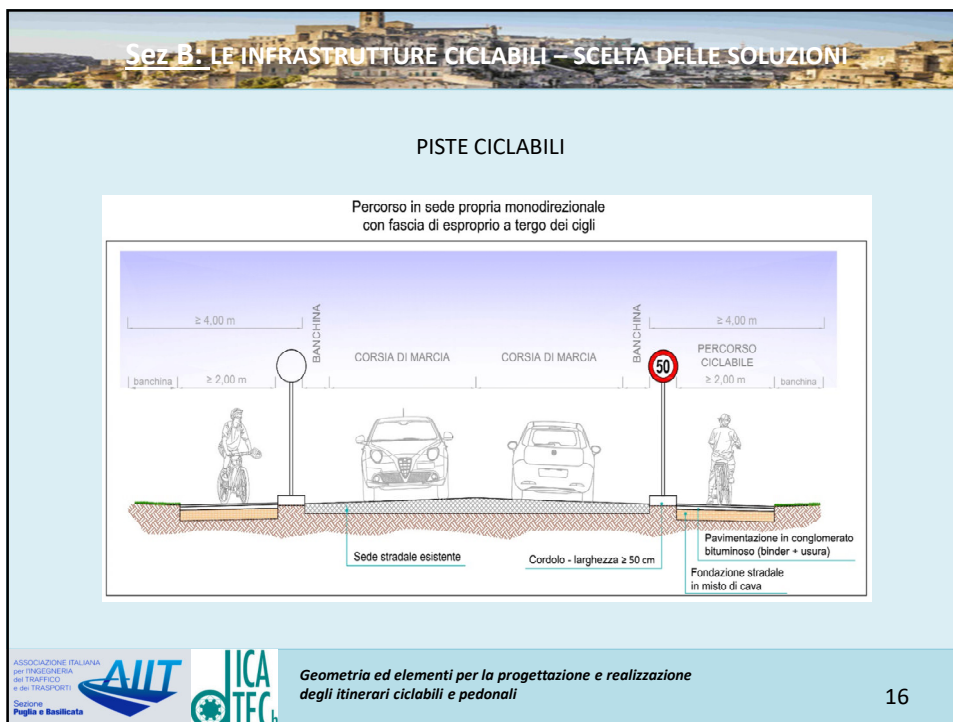 Sez B: LE INFRASTRUTTURE CICLABILI – SCELTA DELLE SOLUZIONI
PISTE CICLABILI
Percorso in sede propria monodirezionale
con fascia di esproprio a tergo dei cigli
≥ 4,00 m
BANCHINA
CORSIA DI MARCIA
CORSIA DI MARCIA
BANCHINA
≥ 4,00 m
PERCORSO
CICLABILE
banchina
≥ 2,00 m
50
≥ 2,00 m
banchina
Sede stradale esistente
Cordolo - larghezza ≥ 50 cm
Pavimentazione in conglomerato
bituminoso (binder + usura)
Fondazione stradale
in misto di cava
ASSOCIAZIONE ITALIANA
per l'INGEGNERIA
del TRAFFICO
e dei TRASPORTI
Sezione
Puglia e Basilicata
AIIT
dICA
TECh
Geometria ed elementi per la progettazione e realizzazione
degli itinerari ciclabili e pedonali
16